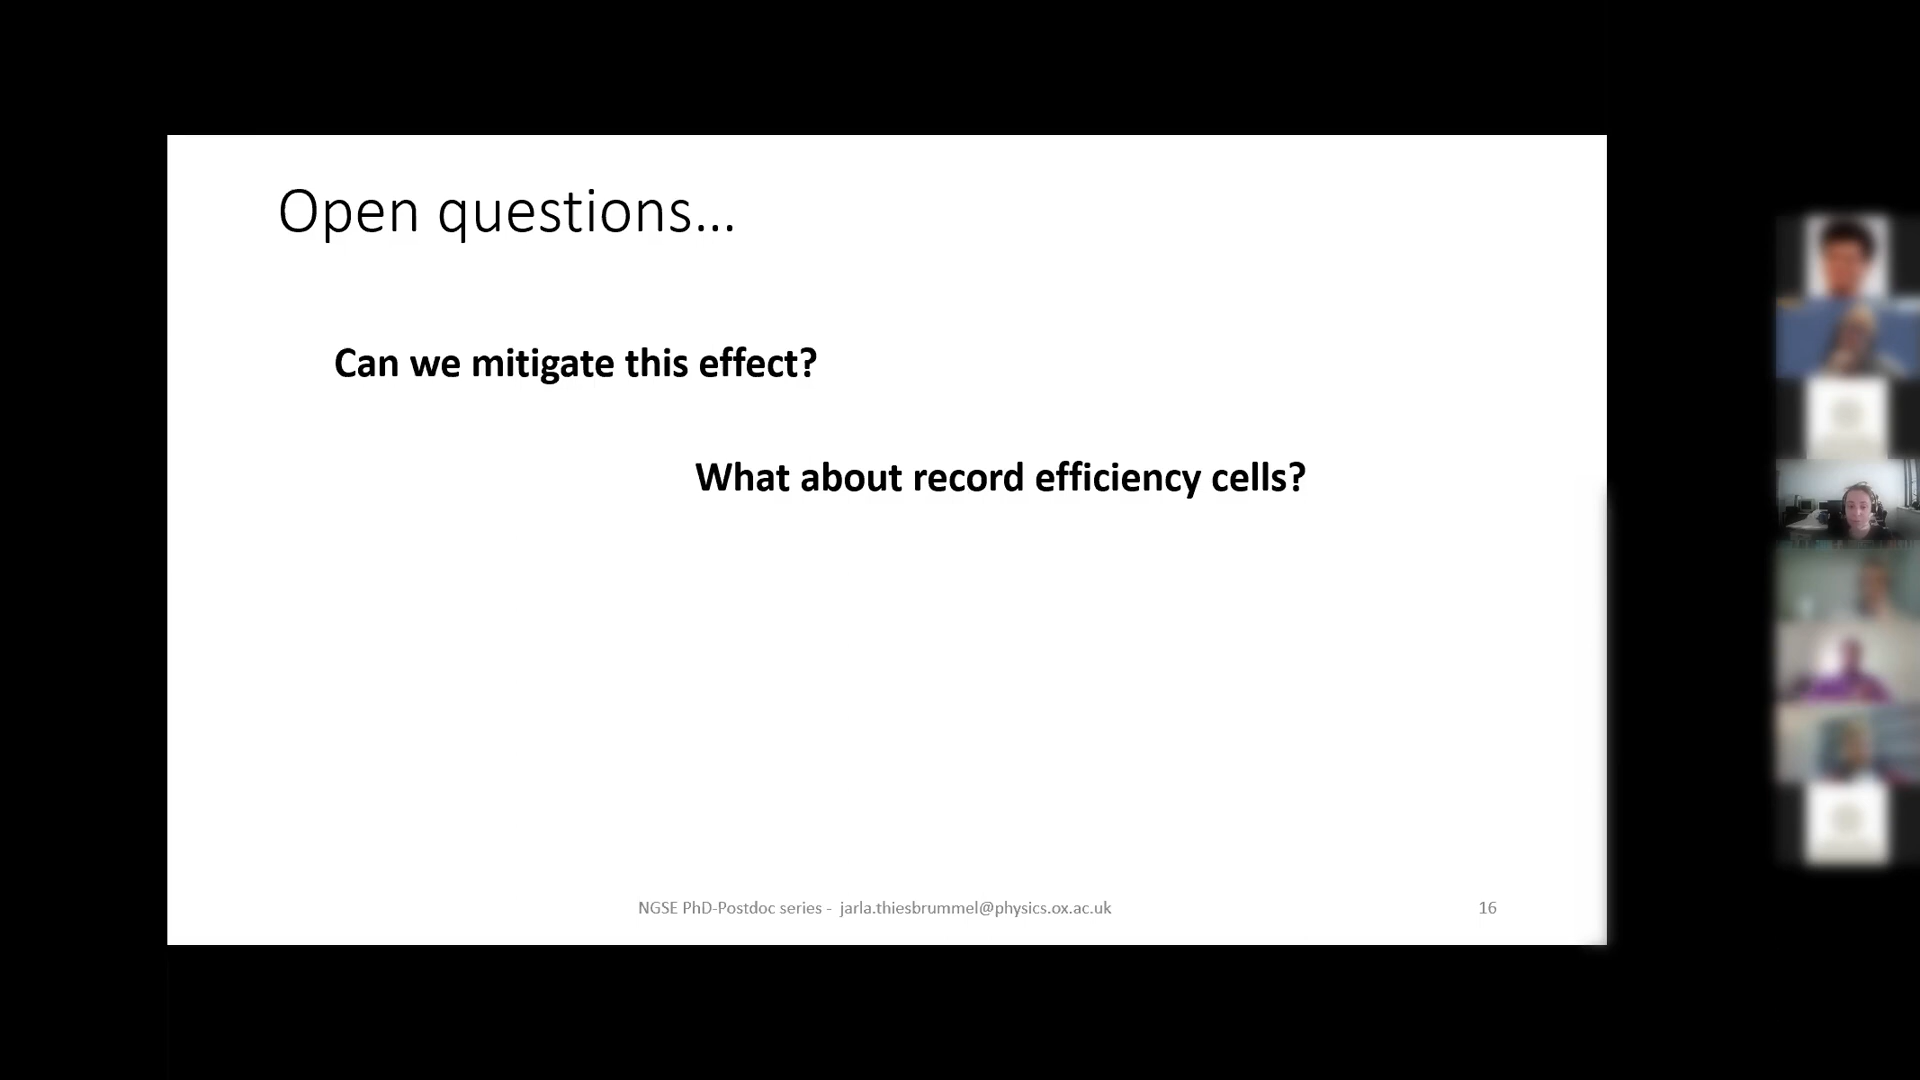 Open questions...
Can we mitigate this effect?
What about record efficiency cells?
NGSE PhD-Postdoc series - jarla.thiesbrummel@physics.ox.ac.uk
16